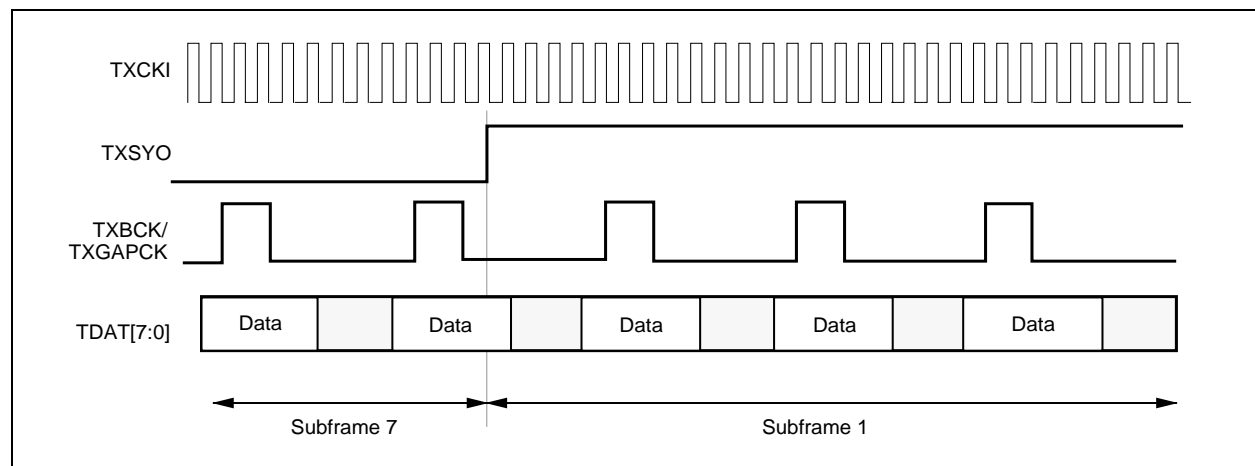 TXCKI
TXSYO
TXBCK/
TXGAPCK
TDAT[7:0]
Data
Data
Data
Data
Data
Subframe 7
Subframe 1